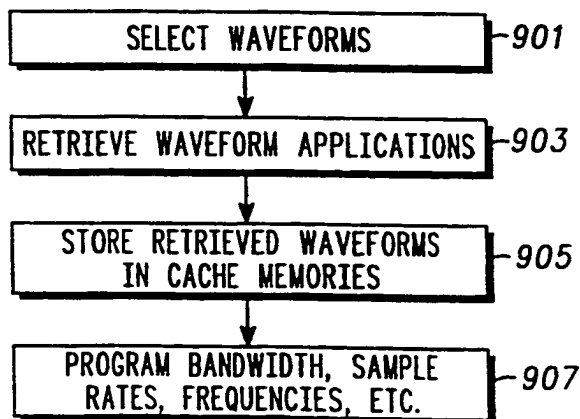 SELECT WAVEFORMS
901
RETRIEVE WAVEFORM APPLICATIONS
903
STORE RETRIEVED WAVEFORMS
IN CACHE MEMORIES
905
PROGRAM BANDWIDTH, SAMPLE
RATES, FREQUENCIES, ETC.
907